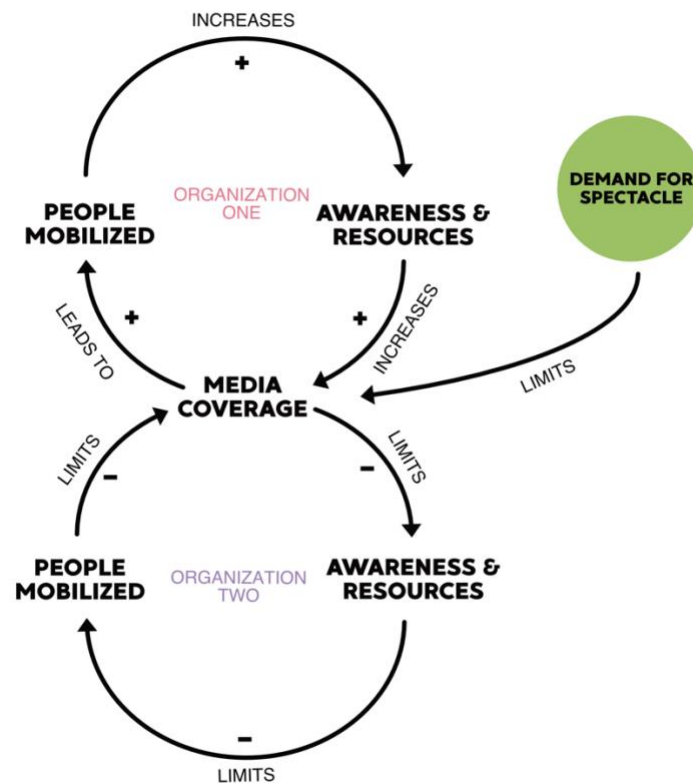 INCREASES
+
ORGANIZATION
ONE
PEOPLE
MOBILIZED
AWARENESS &
RESOURCES
DEMAND FOR
SPECTACLE
LEADS TO
+
+
INCREASES
LIMITS
MEDIA
COVERAGE
LIMITS
-
-
LIMITS
PEOPLE
MOBILIZED
ORGANIZATION
TWO
AWARENESS &
RESOURCES
-
LIMITS